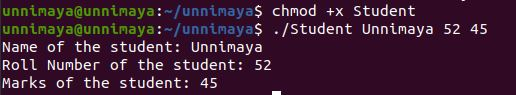 unnimaya@unnimaya:~/unnimaya$ chmod +x Student
unnimaya@unnimaya:~/unnimaya$ ./Student Unnimaya 52 45
Name of the student: Unnimaya
Roll Number of the student: 52
Marks of the student: 45